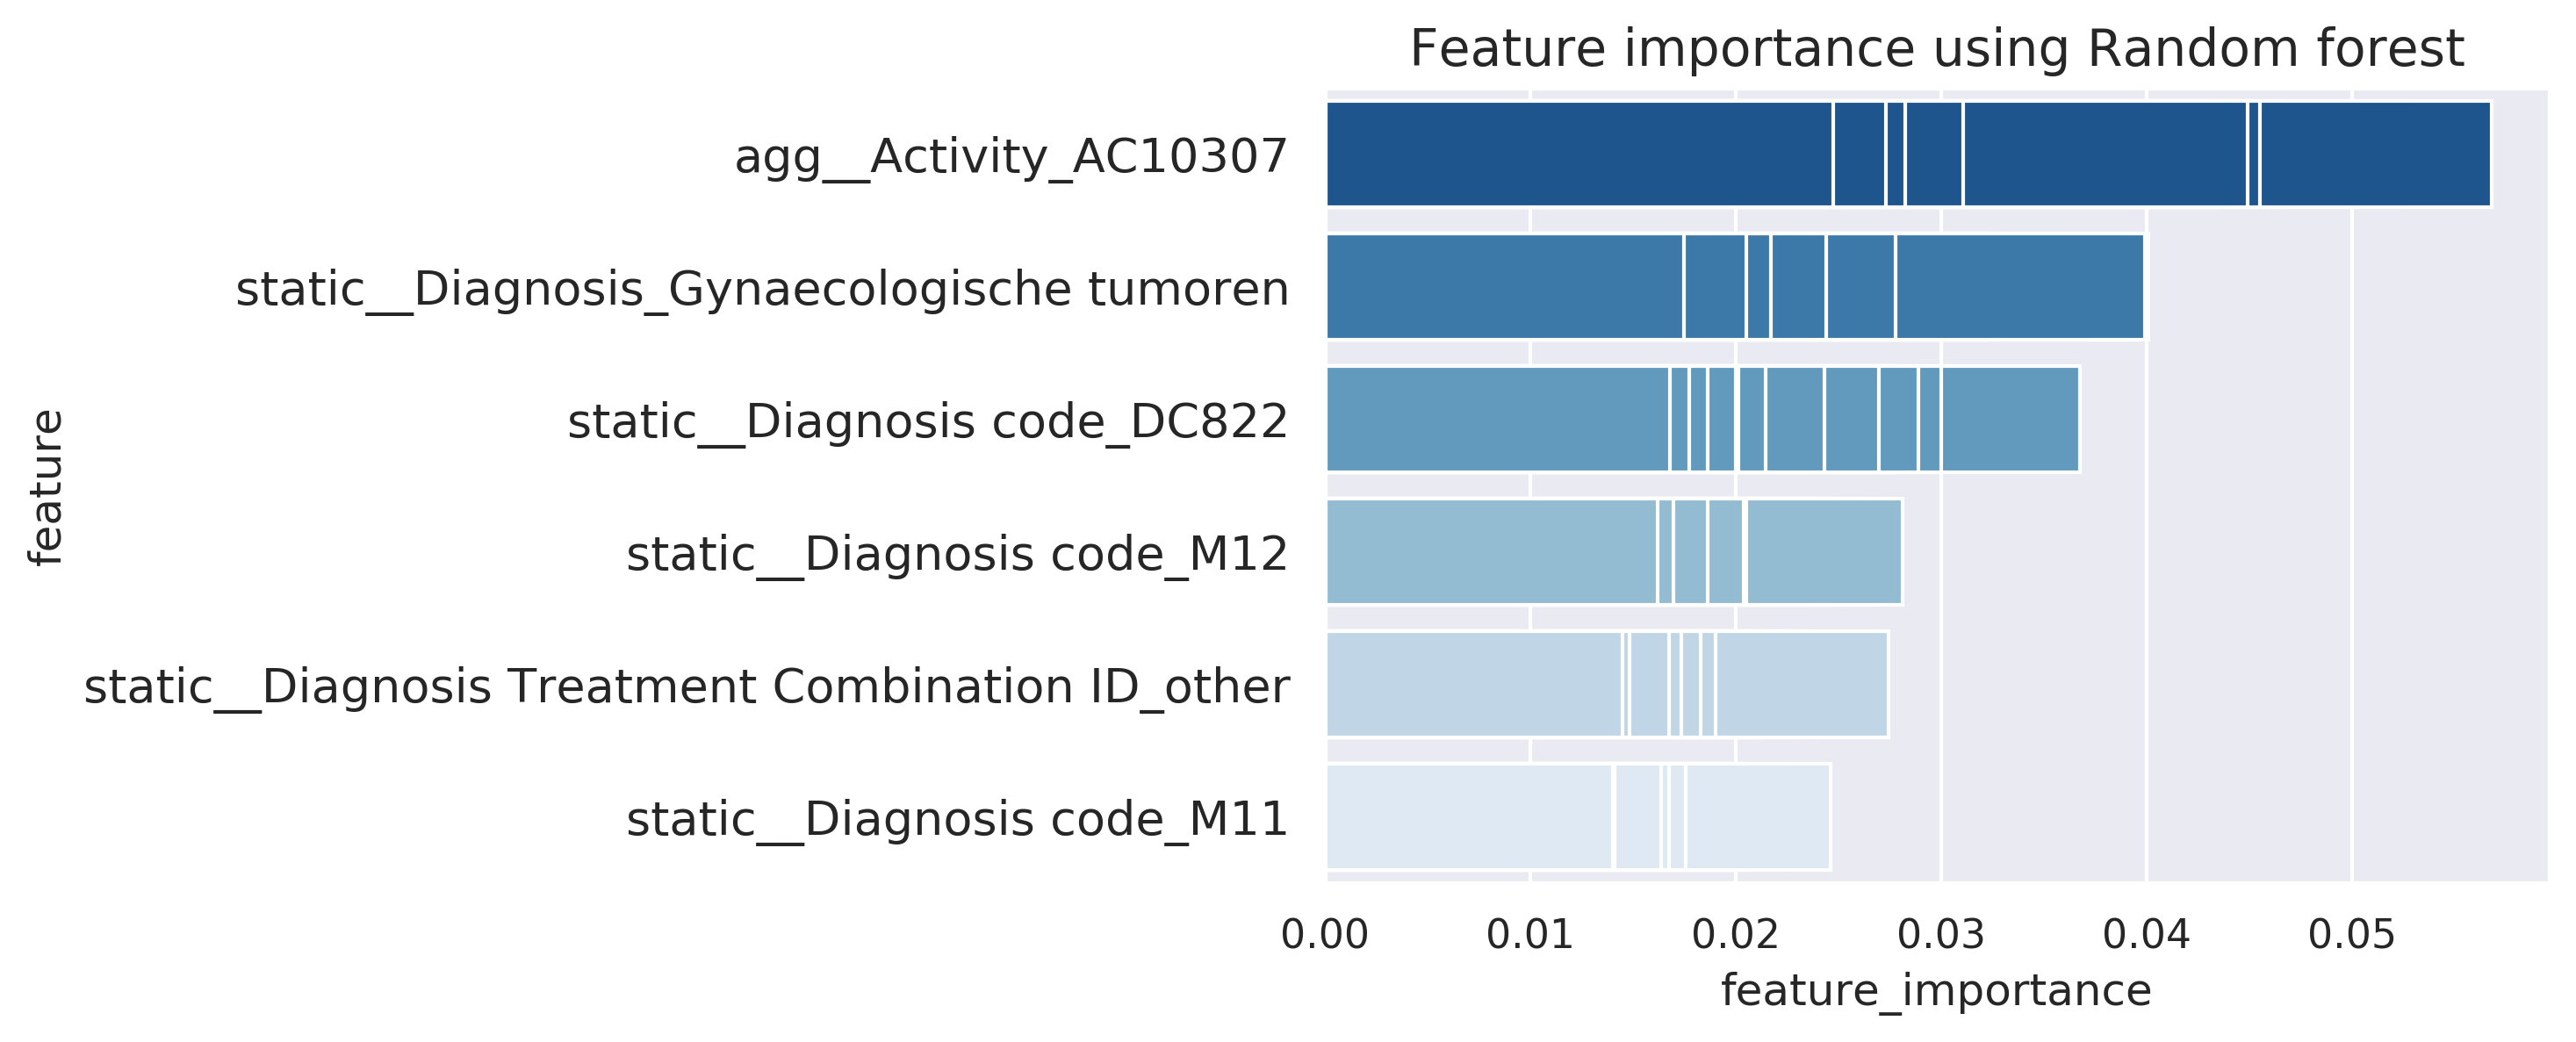 Feature importance using Random forest
feature
agg__Activity_AC10307
static__Diagnosis_Gynaecologische tumoren
static__Diagnosis code_DC822
static__Diagnosis code_M12
static__Diagnosis Treatment Combination ID_other
static__Diagnosis code_M11
0.00 0.01 0.02 0.03 0.04 0.05
feature_importance